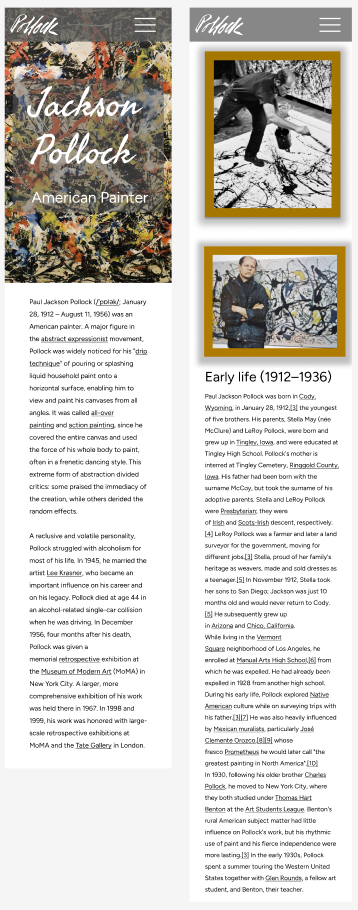 Pollock
Jackson
Pollock
American Painter
Paul Jackson Pollock (/ˈpɒlək/; January
28, 1912 – August 11, 1956) was an
American painter. A major figure in
the abstract expressionist movement,
Pollock was widely noticed for his "drip
technique" of pouring or splashing
liquid household paint onto a
horizontal surface, enabling him to
view and paint his canvases from all
angles. It was called all-over
painting and action painting, since he
covered the entire canvas and used
the force of his whole body to paint,
often in a frenetic dancing style. This
extreme form of abstraction divided
critics: some praised the immediacy of
the creation, while others derided the
random effects.
A reclusive and volatile personality,
Pollock struggled with alcoholism for
most of his life. In 1945, he married the
artist Lee Krasner, who became an
important influence on his career and
on his legacy. Pollock died at age 44 in
an alcohol-related single-car collision
when he was driving. In December
1956, four months after his death,
Pollock was given a
memorial retrospective exhibition at
the Museum of Modern Art (MoMA) in
New York City. A larger, more
comprehensive exhibition of his work
was held there in 1967. In 1998 and
1999, his work was honored with large-
scale retrospective exhibitions at
MoMA and the Tate Gallery in London.
Pollock
Early life (1912–1936)
Paul Jackson Pollock was born in Cody,
Wyoming, in January 28, 1912,[3] the youngest
of five brothers. His parents, Stella May (née
McClure) and LeRoy Pollock, were born and
grew up in Tingley, Iowa, and were educated at
Tingley High School. Pollock's mother is
interred at Tingley Cemetery, Ringgold County,
Iowa. His father had been born with the
surname McCoy, but took the surname of his
adoptive parents. Stella and LeRoy Pollock
were Presbyterian; they were
of Irish and Scots-Irish descent, respectively.
[4] LeRoy Pollock was a farmer and later a land
surveyor for the government, moving for
different jobs.[3] Stella, proud of her family's
heritage as weavers, made and sold dresses as
a teenager.[5] In November 1912, Stella took
her sons to San Diego; Jackson was just 10
months old and would never return to Cody.
[5] He subsequently grew up
in Arizona and Chico, California.
While living in the Vermont
Square neighborhood of Los Angeles, he
enrolled at Manual Arts High School,[6] from
which he was expelled. He had already been
expelled in 1928 from another high school.
During his early life, Pollock explored Native
American culture while on surveying trips with
his father.[3][7] He was also heavily influenced
by Mexican muralists, particularly José
Clemente Orozco,[8][9] whose
fresco Prometheus he would later call "the
greatest painting in North America".[10]
In 1930, following his older brother Charles
Pollock, he moved to New York City, where
they both studied under Thomas Hart
Benton at the Art Students League. Benton's
rural American subject matter had little
influence on Pollock's work, but his rhythmic
use of paint and his fierce independence were
more lasting.[3] In the early 1930s, Pollock
spent a summer touring the Western United
States together with Glen Rounds, a fellow art
student, and Benton, their teacher.